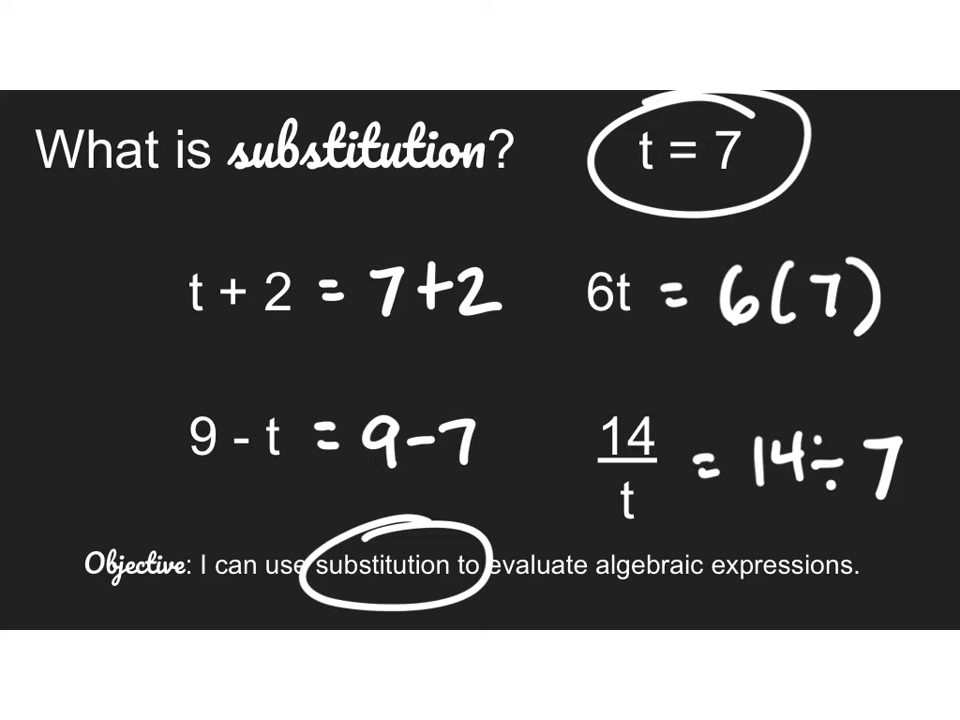 What is substitution? t = 7
t + 2 = 7+2 6t = 6(7)
9 - t = 9-7 14/t = 14÷7
Objective: I can use substitution to evaluate algebraic expressions.